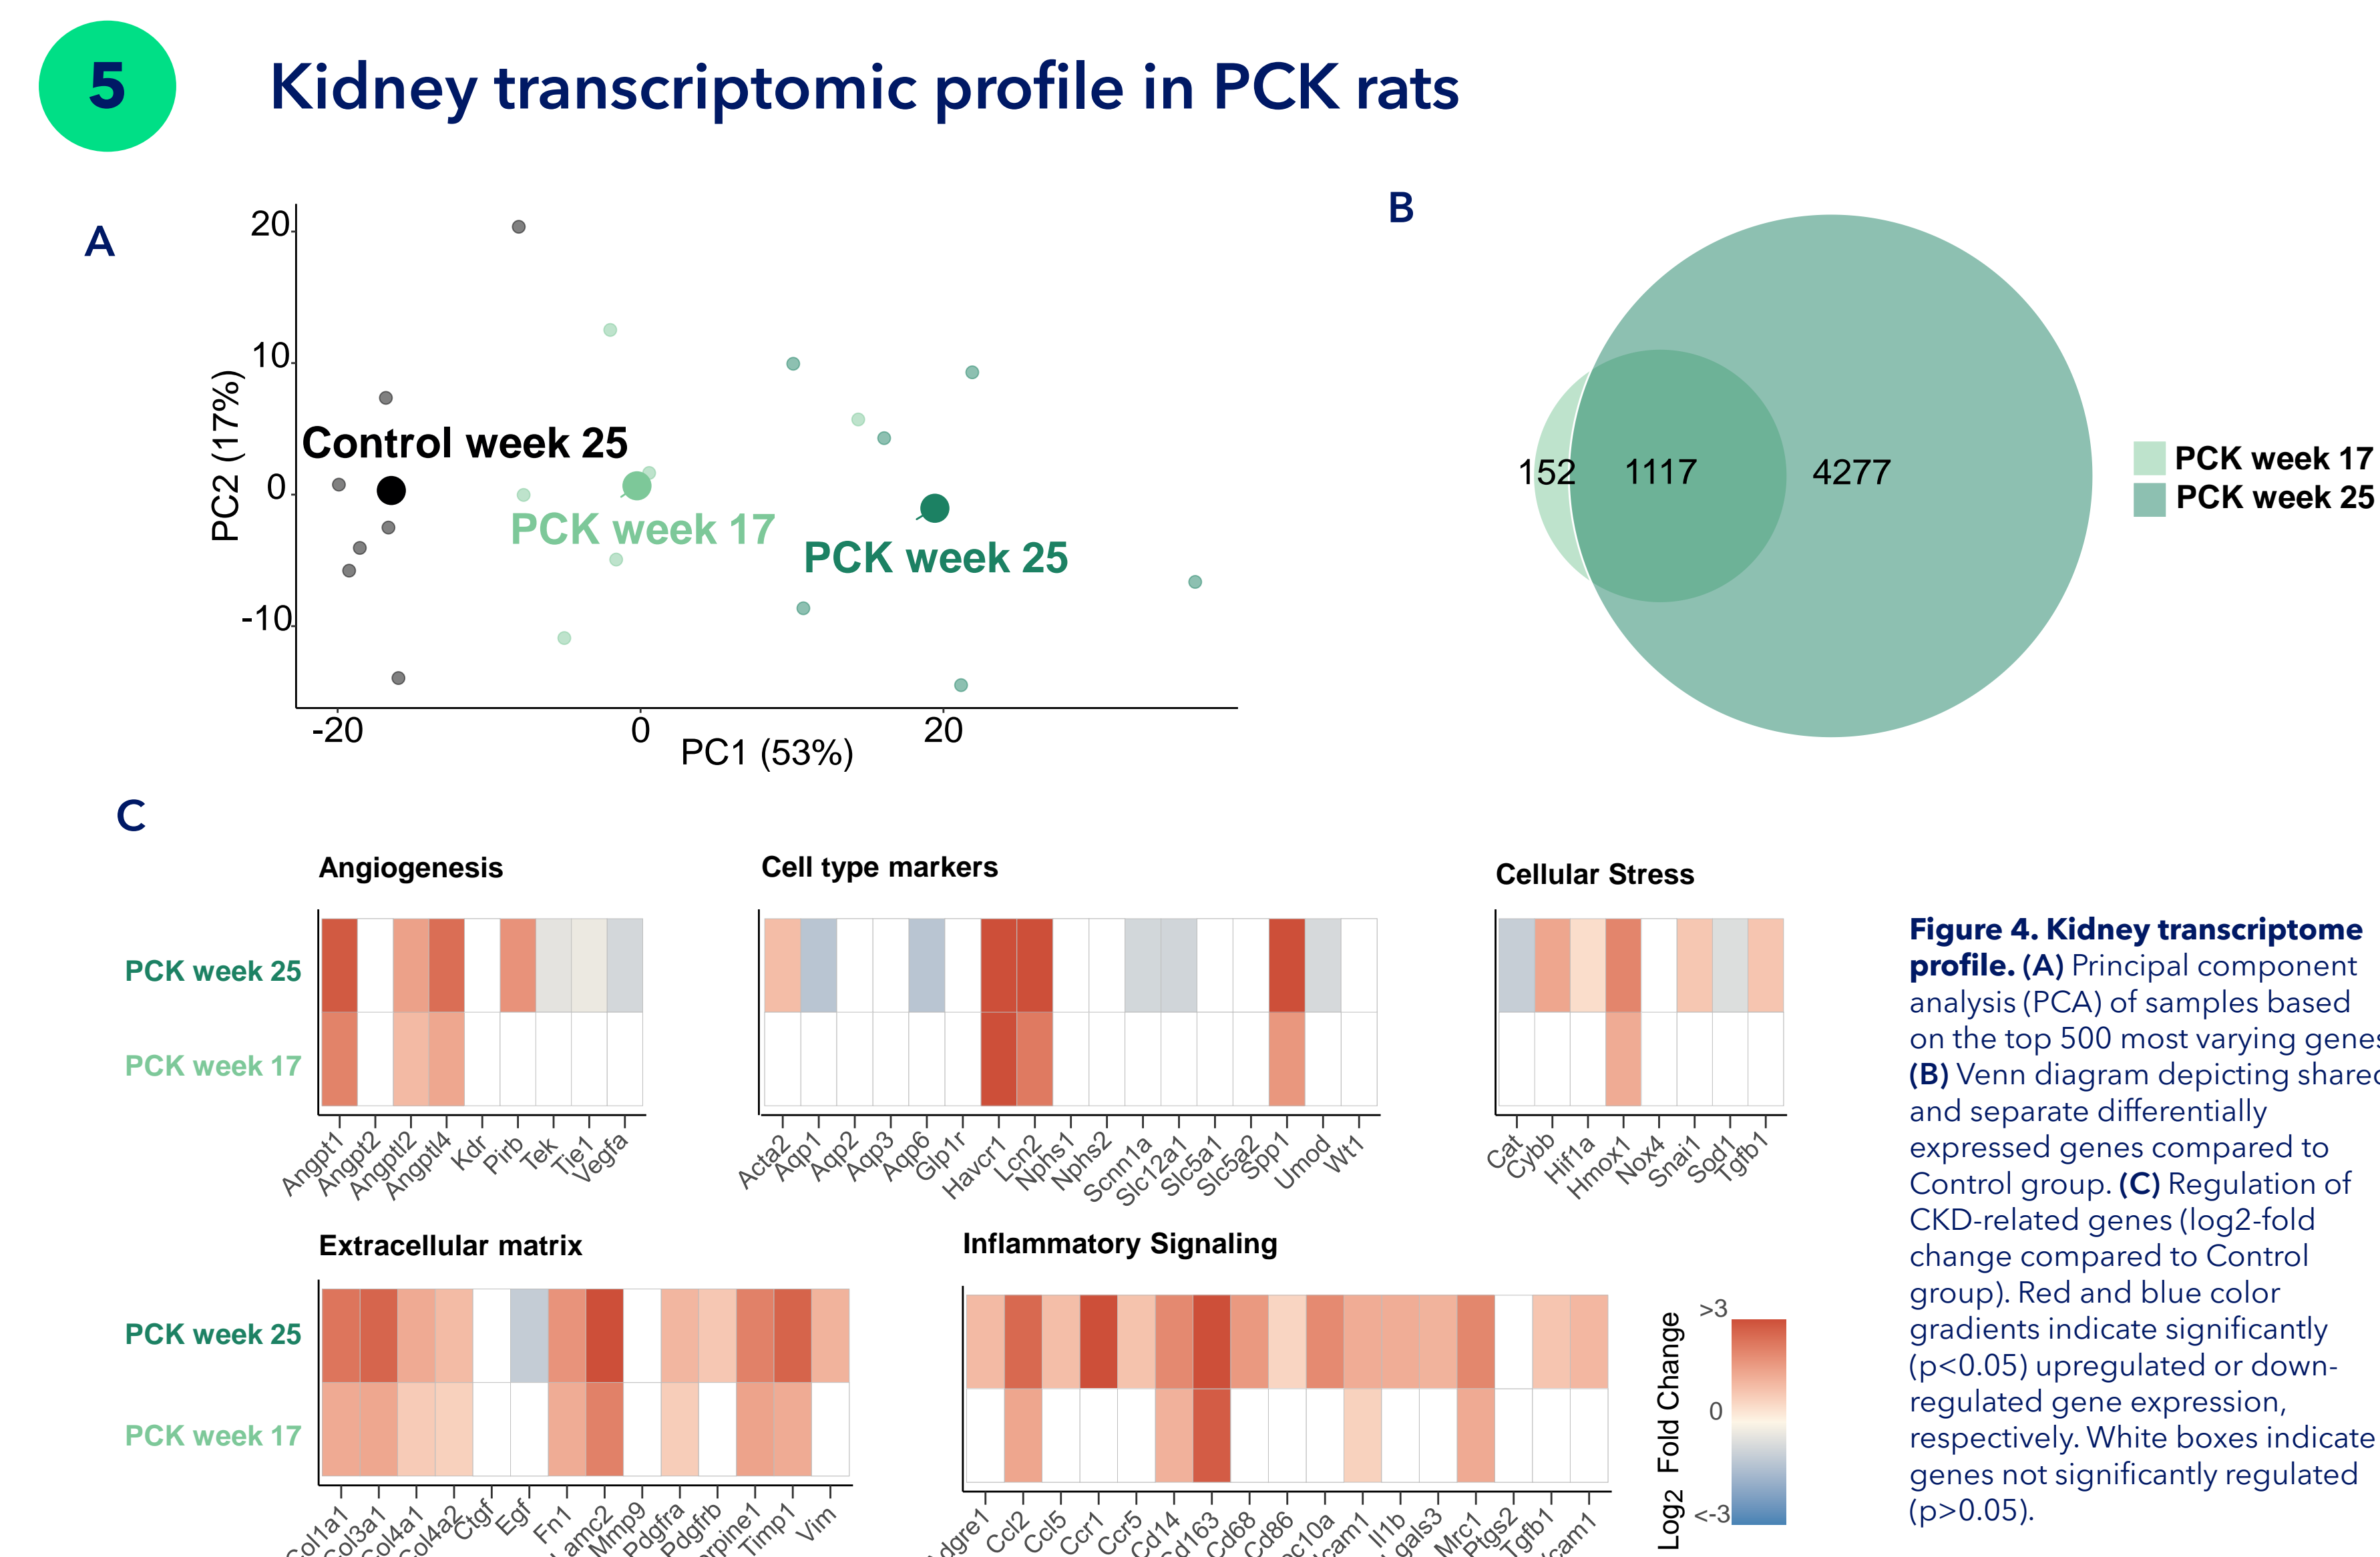 5
Kidney transcriptomic profile in PCK rats
A
20
10
0
-10
PC2 (17%)
Control week 25
PCK week 17
PCK week 25
-20
0
20
PC1 (53%)
B
152
1117
4277
PCK week 17
PCK week 25
C
Angiogenesis
PCK week 25
PCK week 17
Angpt1
Angpt2
Angptl2
Angptl4
Kdr
Pirb
Tek
Tie1
Vegfa
Cell type markers
Acta2
Aqp1
Aqp2
Aqp3
Aqp6
Glp1r
Havcr1
Lcn2
Nphs1
Nphs2
Scnn1a
Slc12a1
Slc5a1
Slc5a2
Spp1
Umod
Wt1
Cellular Stress
Cat
Cybb
Hif1a
Hmox1
Nox4
Snai1
Sod1
Tgfb1
Extracellular matrix
PCK week 25
PCK week 17
Col1a1
Col3a1
Col4a1
Col4a2
Ctgf
Egf
Fn1
Lamc2
Mmp9
Pdgfra
Pdgfrb
rpine1
Timp1
Vim
Inflammatory Signaling
dgre1
Ccl2
Ccl5
Ccr1
Ccr5
Cd14
Cd163
Cd68
Cd86
ec10a
cam1
Il1b
gals3
Mrc1
Ptgs2
Tgfb1
cam1
Log2 Fold Change
>3
0
<-3
Figure 4. Kidney transcriptome
profile. (A) Principal component
analysis (PCA) of samples based
on the top 500 most varying genes
(B) Venn diagram depicting shared
and separate differentially
expressed genes compared to
Control group. (C) Regulation of
CKD-related genes (log2-fold
change compared to Control
group). Red and blue color
gradients indicate significantly
(p<0.05) upregulated or down-
regulated gene expression,
respectively. White boxes indicate
genes not significantly regulated
(p>0.05).